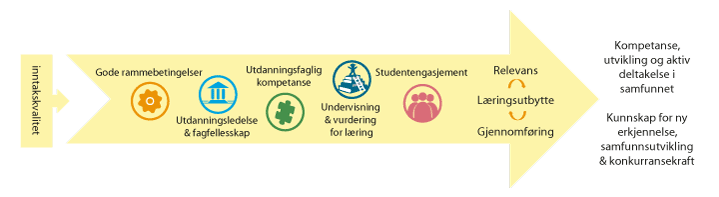 inntakskvalitet
Gode rammebetingelser
Utdanningsledelse
& fagfellesskap
Utdanningsfaglig
kompetanse
Undervisning
& vurdering
for læring
Studentengasjement
Relevans
Læringsutbytte
Gjennomføring
Kompetanse,
utvikling og aktiv
deltakelse i
samfunnet
Kunnskap for ny
erkjennelse,
samfunnsutvikling
& konkurransekraft